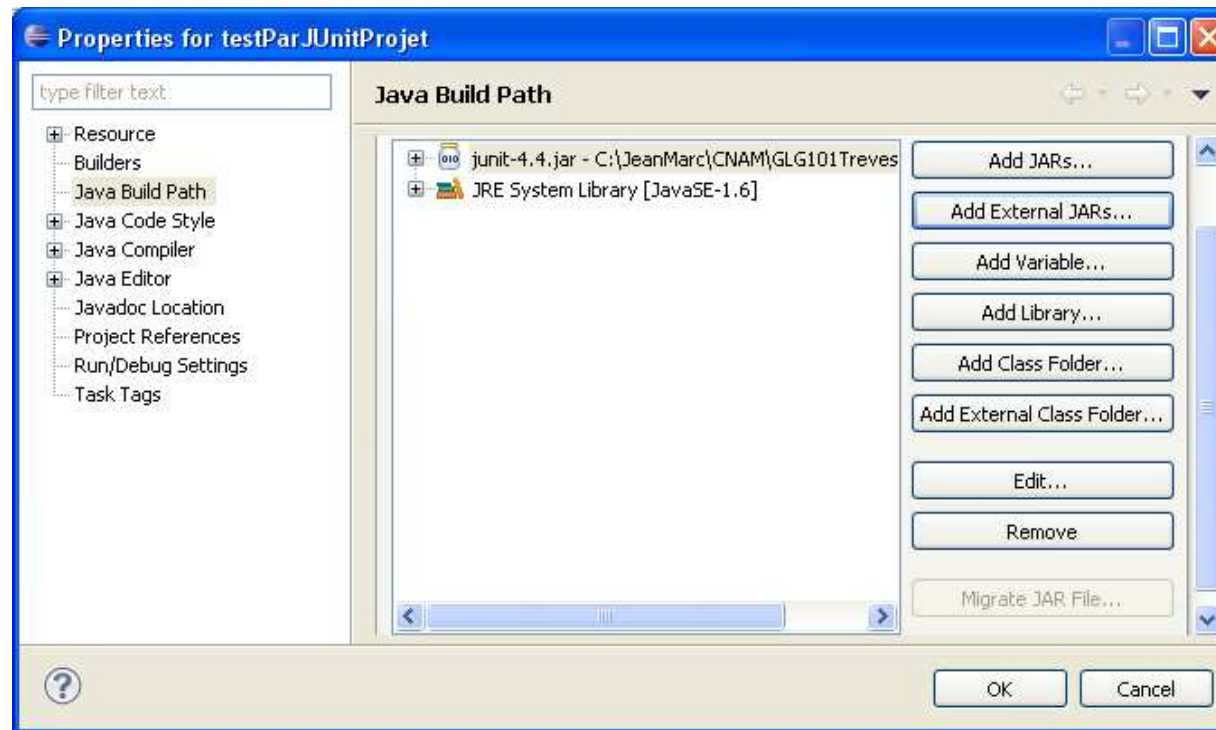 Properties for testParJUnitProjet
type filter text
Resource
Builders
Java Build Path
Java Code Style
Java Compiler
Java Editor
Javadoc Location
Project References
Run/Debug Settings
Task Tags
Java Build Path
junit-4.4.jar - C:\JeanMarc\CNAM\GLG101Treves
JRE System Library [JavaSE-1.6]
Add JARs...
Add External JARs...
Add Variable...
Add Library...
Add Class Folder...
Add External Class Folder...
Edit...
Remove
Migrate JAR File...
?
OK
Cancel